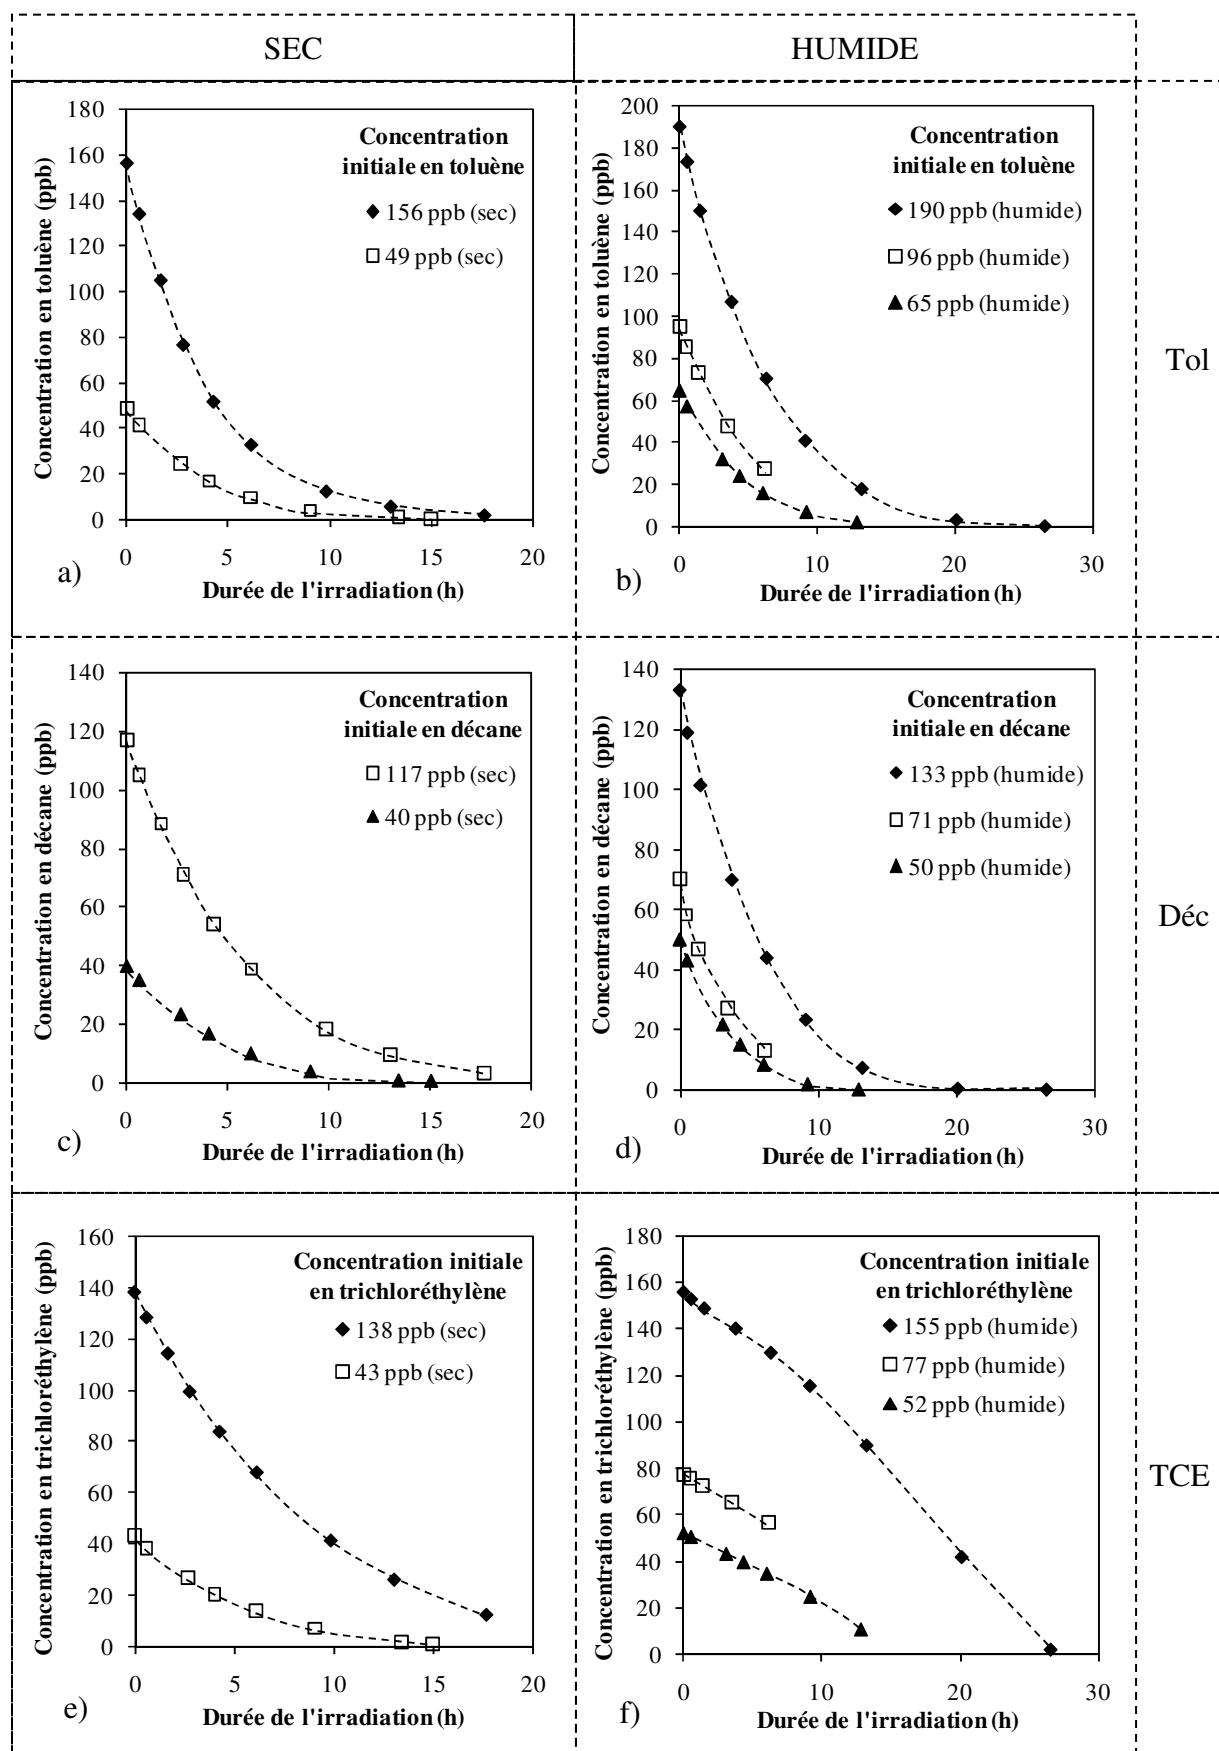 SEC
HUMIDE
180
160
140
120
100
80
60
40
20
0
0
5
10
15
20
Concentration en toluène (ppb)
Durée de l'irradiation (h)
Concentration
initiale en toluène
156 ppb (sec)
49 ppb (sec)
a)
200
180
160
140
120
100
80
60
40
20
0
0
10
20
30
Concentration en toluène (ppb)
Durée de l'irradiation (h)
Concentration
initiale en toluène
190 ppb (humide)
96 ppb (humide)
65 ppb (humide)
b)
Tol
140
120
100
80
60
40
20
0
0
5
10
15
20
Concentration en décane (ppb)
Durée de l'irradiation (h)
Concentration
initiale en décane
117 ppb (sec)
40 ppb (sec)
c)
140
120
100
80
60
40
20
0
0
10
20
30
Concentration en décane (ppb)
Durée de l'irradiation (h)
Concentration
initiale en décane
133 ppb (humide)
71 ppb (humide)
50 ppb (humide)
d)
Déc
160
140
120
100
80
60
40
20
0
0
5
10
15
20
Concentration en trichloréthylène (ppb)
Durée de l'irradiation (h)
Concentration initiale
en trichloréthylène
138 ppb (sec)
43 ppb (sec)
e)
180
160
140
120
100
80
60
40
20
0
0
10
20
30
Concentration en trichloréthylène (ppb)
Durée de l'irradiation (h)
Concentration initiale
en trichloréthylène
155 ppb (humide)
77 ppb (humide)
52 ppb (humide)
f)
TCE